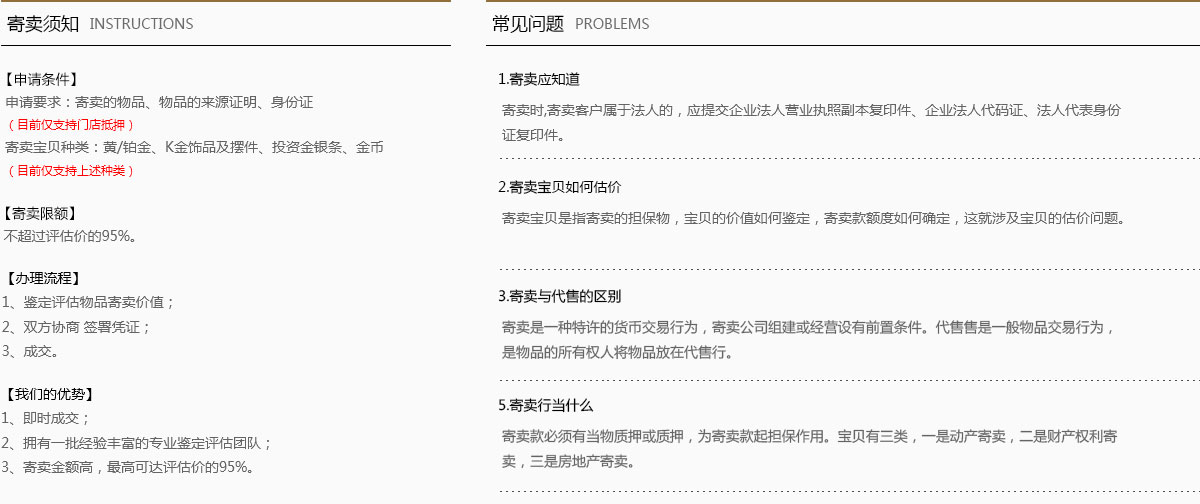 寄卖须知 INSTRUCTIONS
【申请条件】
申请要求：寄卖的物品、物品的来源证明、身份证
（目前仅支持门店抵押）
寄卖宝贝种类：黄/铂金、K金饰品及摆件、投资金银条、金币
（目前仅支持上述种类）
【寄卖限额】
不超过评估价的95%。
【办理流程】
1、鉴定评估物品寄卖价值；
2、双方协商 签署凭证；
3、成交。
【我们的优势】
1、即时成交；
2、拥有一批经验丰富的专业鉴定评估团队；
3、寄卖金额高，最高可达评估价的95%。
常见问题 PROBLEMS
1.寄卖应知道
寄卖时,寄卖客户属于法人的，应提交企业法人营业执照副本复印件、企业法人代码证、法人代表身份
证复印件。
2.寄卖宝贝如何估价
寄卖宝贝是指寄卖的担保物，宝贝的价值如何鉴定，寄卖款额度如何确定，这就涉及宝贝的估价问题。
3.寄卖与代售的区别
寄卖是一种特许的货币交易行为，寄卖公司组建或经营设有前置条件。代售售是一般物品交易行为，
是物品的所有权人将物品放在代售行。
5.寄卖行当什么
寄卖款必须有当物质押或质押，为寄卖款起担保作用。宝贝有三类，一是动产寄卖，二是财产权利寄
卖，三是房地产寄卖。